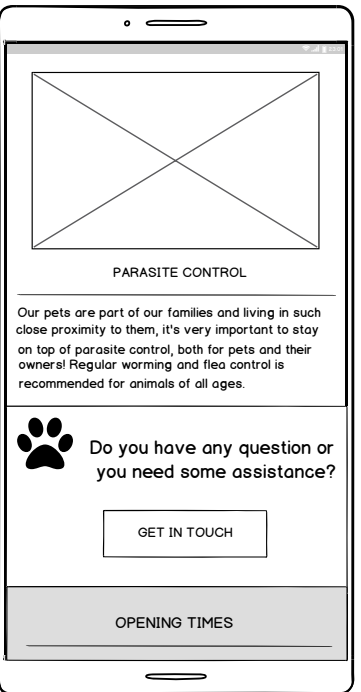 PARASITE CONTROL
Our pets are part of our families and living in such
close proximity to them, it's very important to stay
on top of parasite control, both for pets and their
owners! Regular worming and flea control is
recommended for animals of all ages.
Do you have any question or
you need some assistance?
GET IN TOUCH
OPENING TIMES